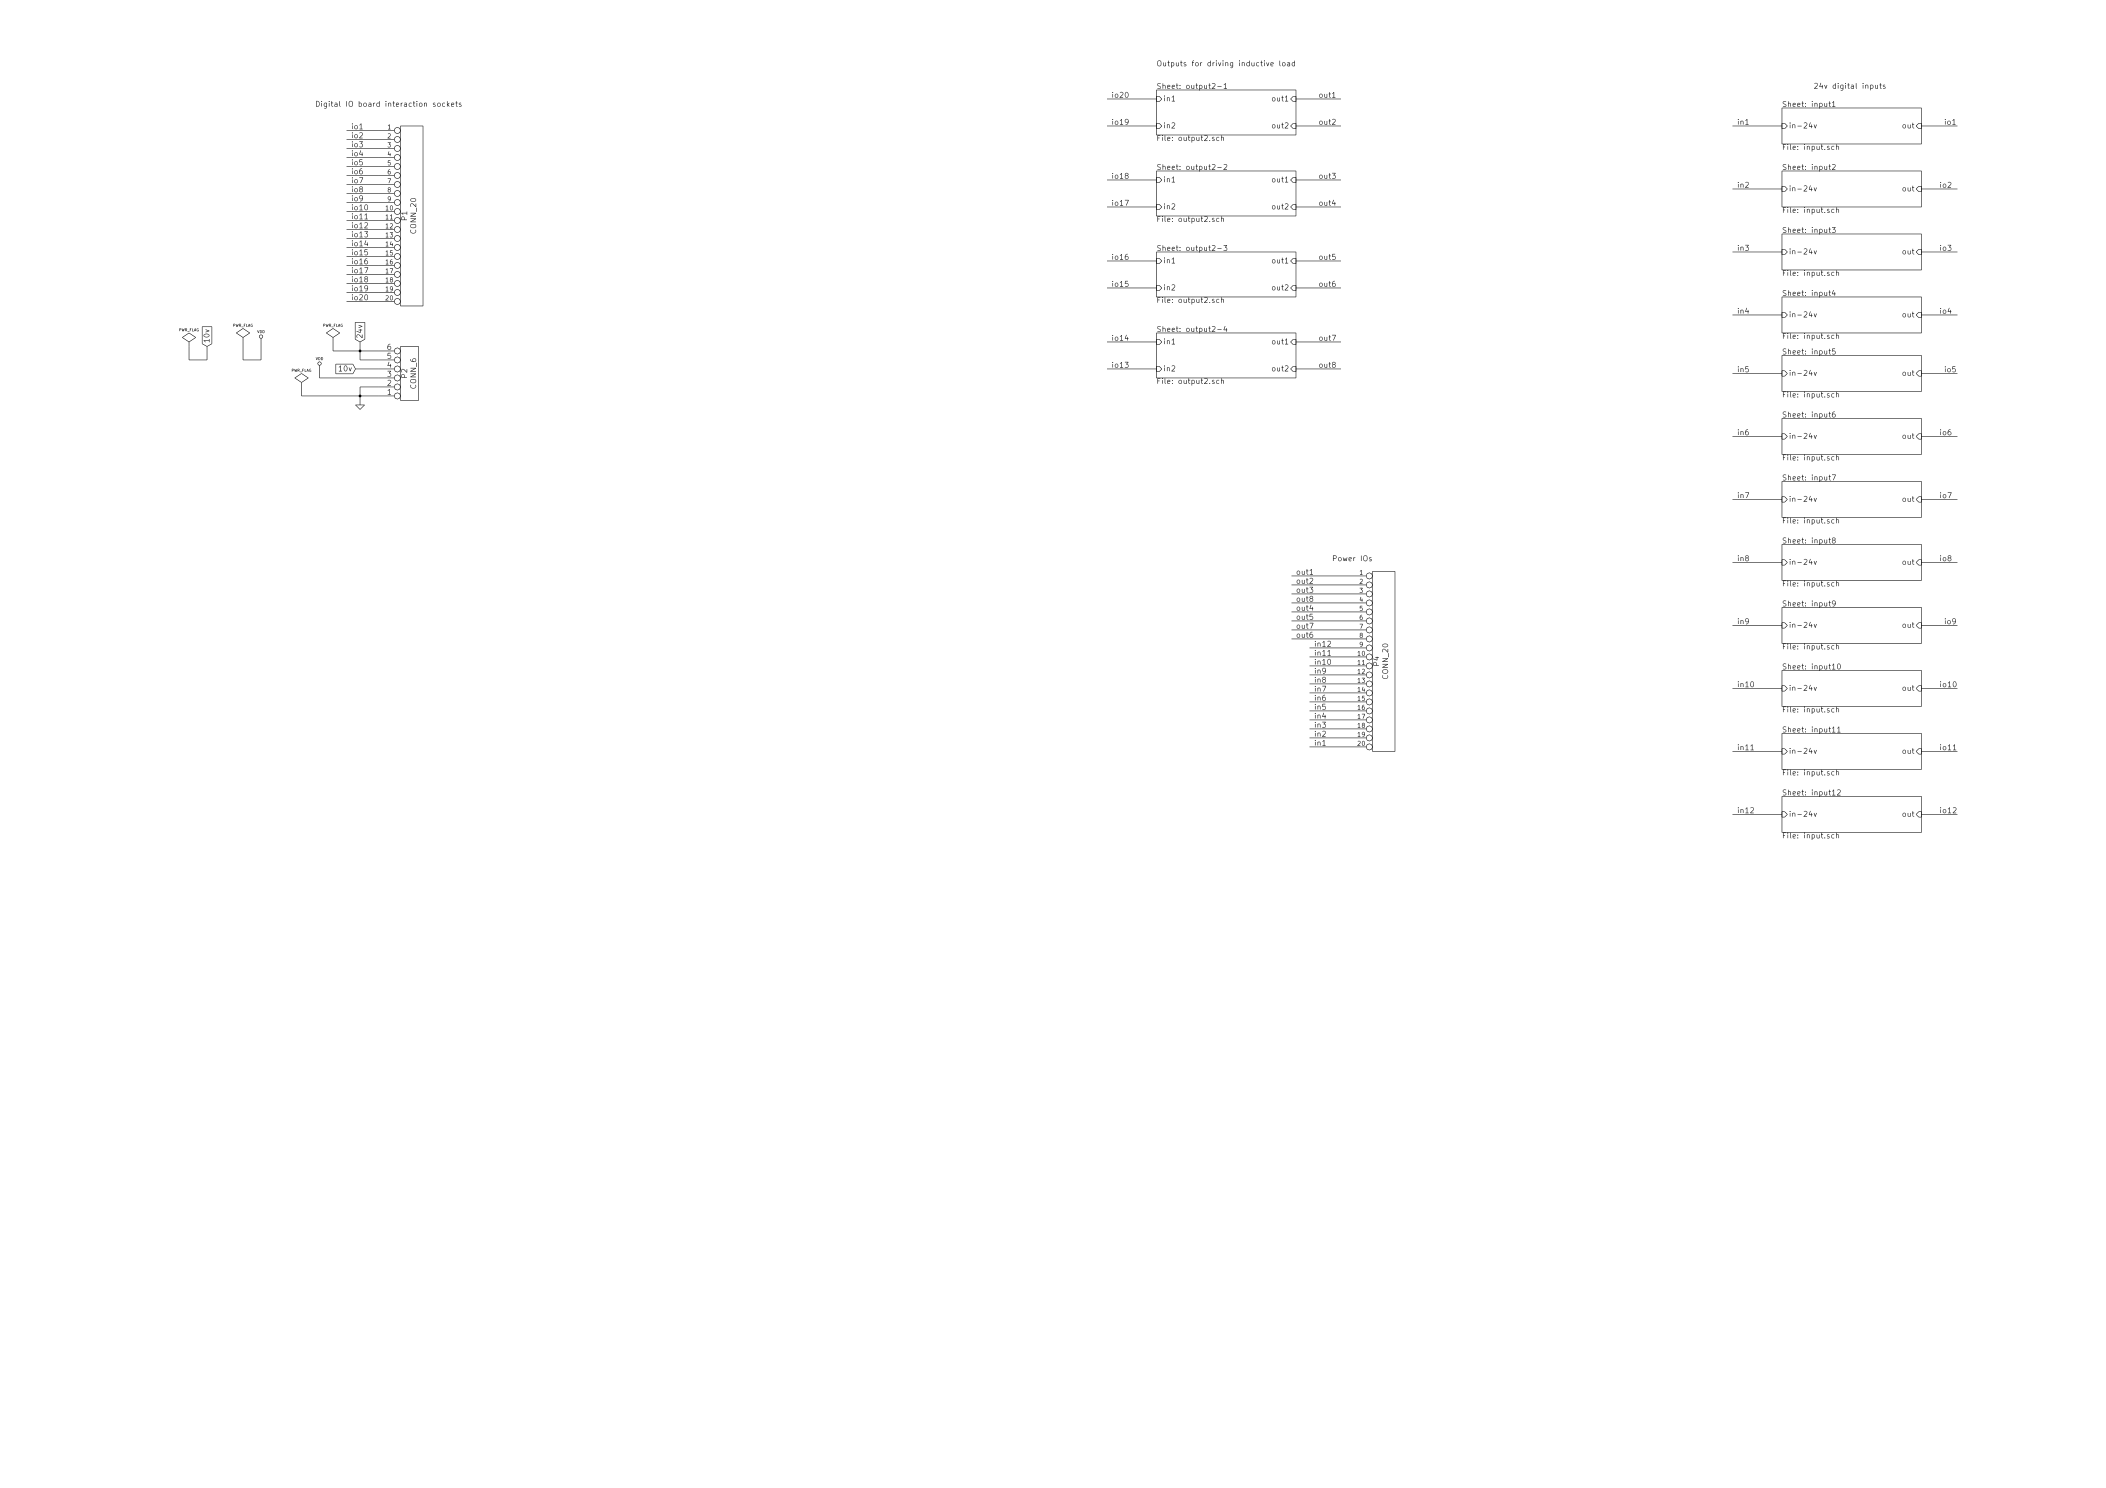 Digital IO board interaction sockets
io1 1
io2 2
io3 3
io4 4
io5 5
io6 6
io7 7
io8 8
io9 9
io10 10
io11 11
io12 12
io13 13
io14 14
io15 15
io16 16
io17 17
io18 18
io19 19
io20 20
P1
CONN_20
PWR_FLAG
10v
PWR_FLAG
VDD
PWR_FLAG
24v
VDD
10v
PWR_FLAG
6
5
4
3
2
1
P2
CONN_6
Outputs for driving inductive load
Sheet: output2-1
io20 in1 out1 out1
io19 in2 out2 out2
File: output2.sch
Sheet: output2-2
io18 in1 out1 out3
io17 in2 out2 out4
File: output2.sch
Sheet: output2-3
io16 in1 out1 out5
io15 in2 out2 out6
File: output2.sch
Sheet: output2-4
io14 in1 out1 out7
io13 in2 out2 out8
File: output2.sch
Power IOs
out1 1
out2 2
out3 3
out8 4
out4 5
out5 6
out7 7
out6 8
in12 9
in11 10
in10 11
in9 12
in8 13
in7 14
in6 15
in5 16
in4 17
in3 18
in2 19
in1 20
P4
CONN_20
24v digital inputs
Sheet: input1
in1 in-24v out io1
File: input.sch
Sheet: input2
in2 in-24v out io2
File: input.sch
Sheet: input3
in3 in-24v out io3
File: input.sch
Sheet: input4
in4 in-24v out io4
File: input.sch
Sheet: input5
in5 in-24v out io5
File: input.sch
Sheet: input6
in6 in-24v out io6
File: input.sch
Sheet: input7
in7 in-24v out io7
File: input.sch
Sheet: input8
in8 in-24v out io8
File: input.sch
Sheet: input9
in9 in-24v out io9
File: input.sch
Sheet: input10
in10 in-24v out io10
File: input.sch
Sheet: input11
in11 in-24v out io11
File: input.sch
Sheet: input12
in12 in-24v out io12
File: input.sch